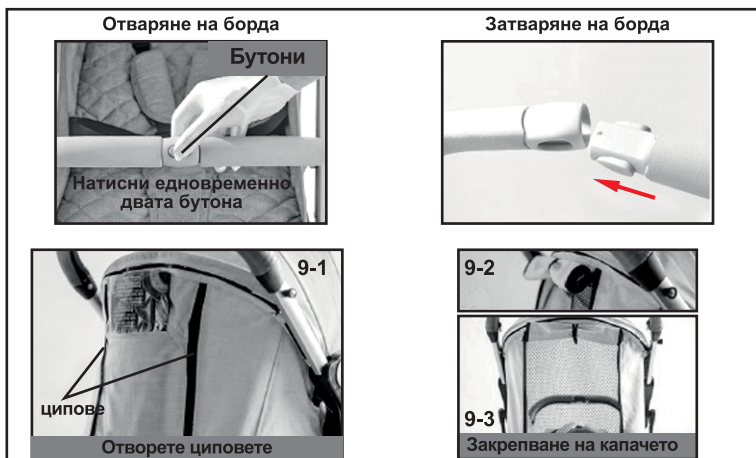 Отваряне на борда
Затваряне на борда
Бутони
Натисни едновременно
двата бутона
9-1
ципове
Отворете циповете
9-2
9-3
Закрепване на капачето